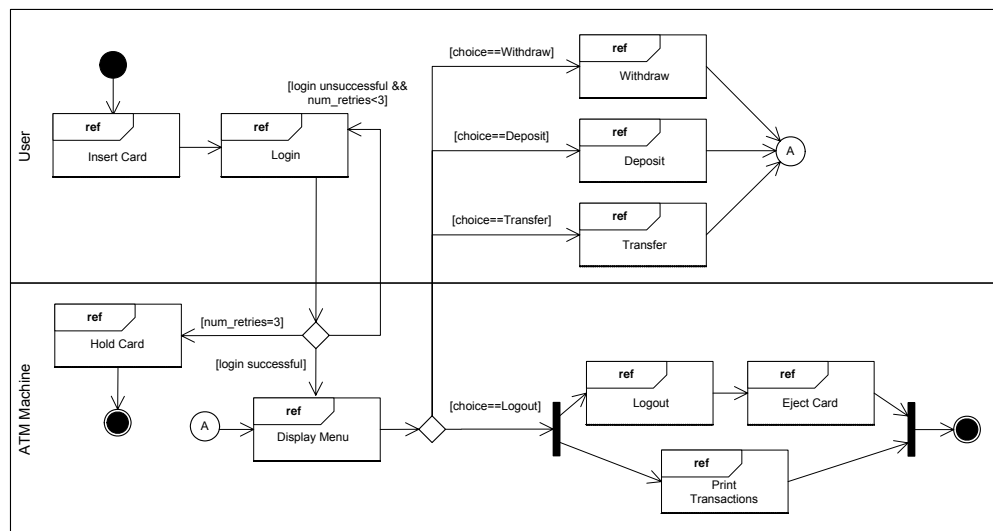 User
ref
Insert Card
ref
Login
[login unsuccessful &&
num_retries<3]
[choice==Withdraw]
ref
Withdraw
[choice==Deposit]
ref
Deposit
[choice==Transfer]
ref
Transfer
A
ATM Machine
ref
Hold Card
[num_retries=3]
[login successful]
A
ref
Display Menu
[choice==Logout]
ref
Logout
ref
Eject Card
ref
Print
Transactions